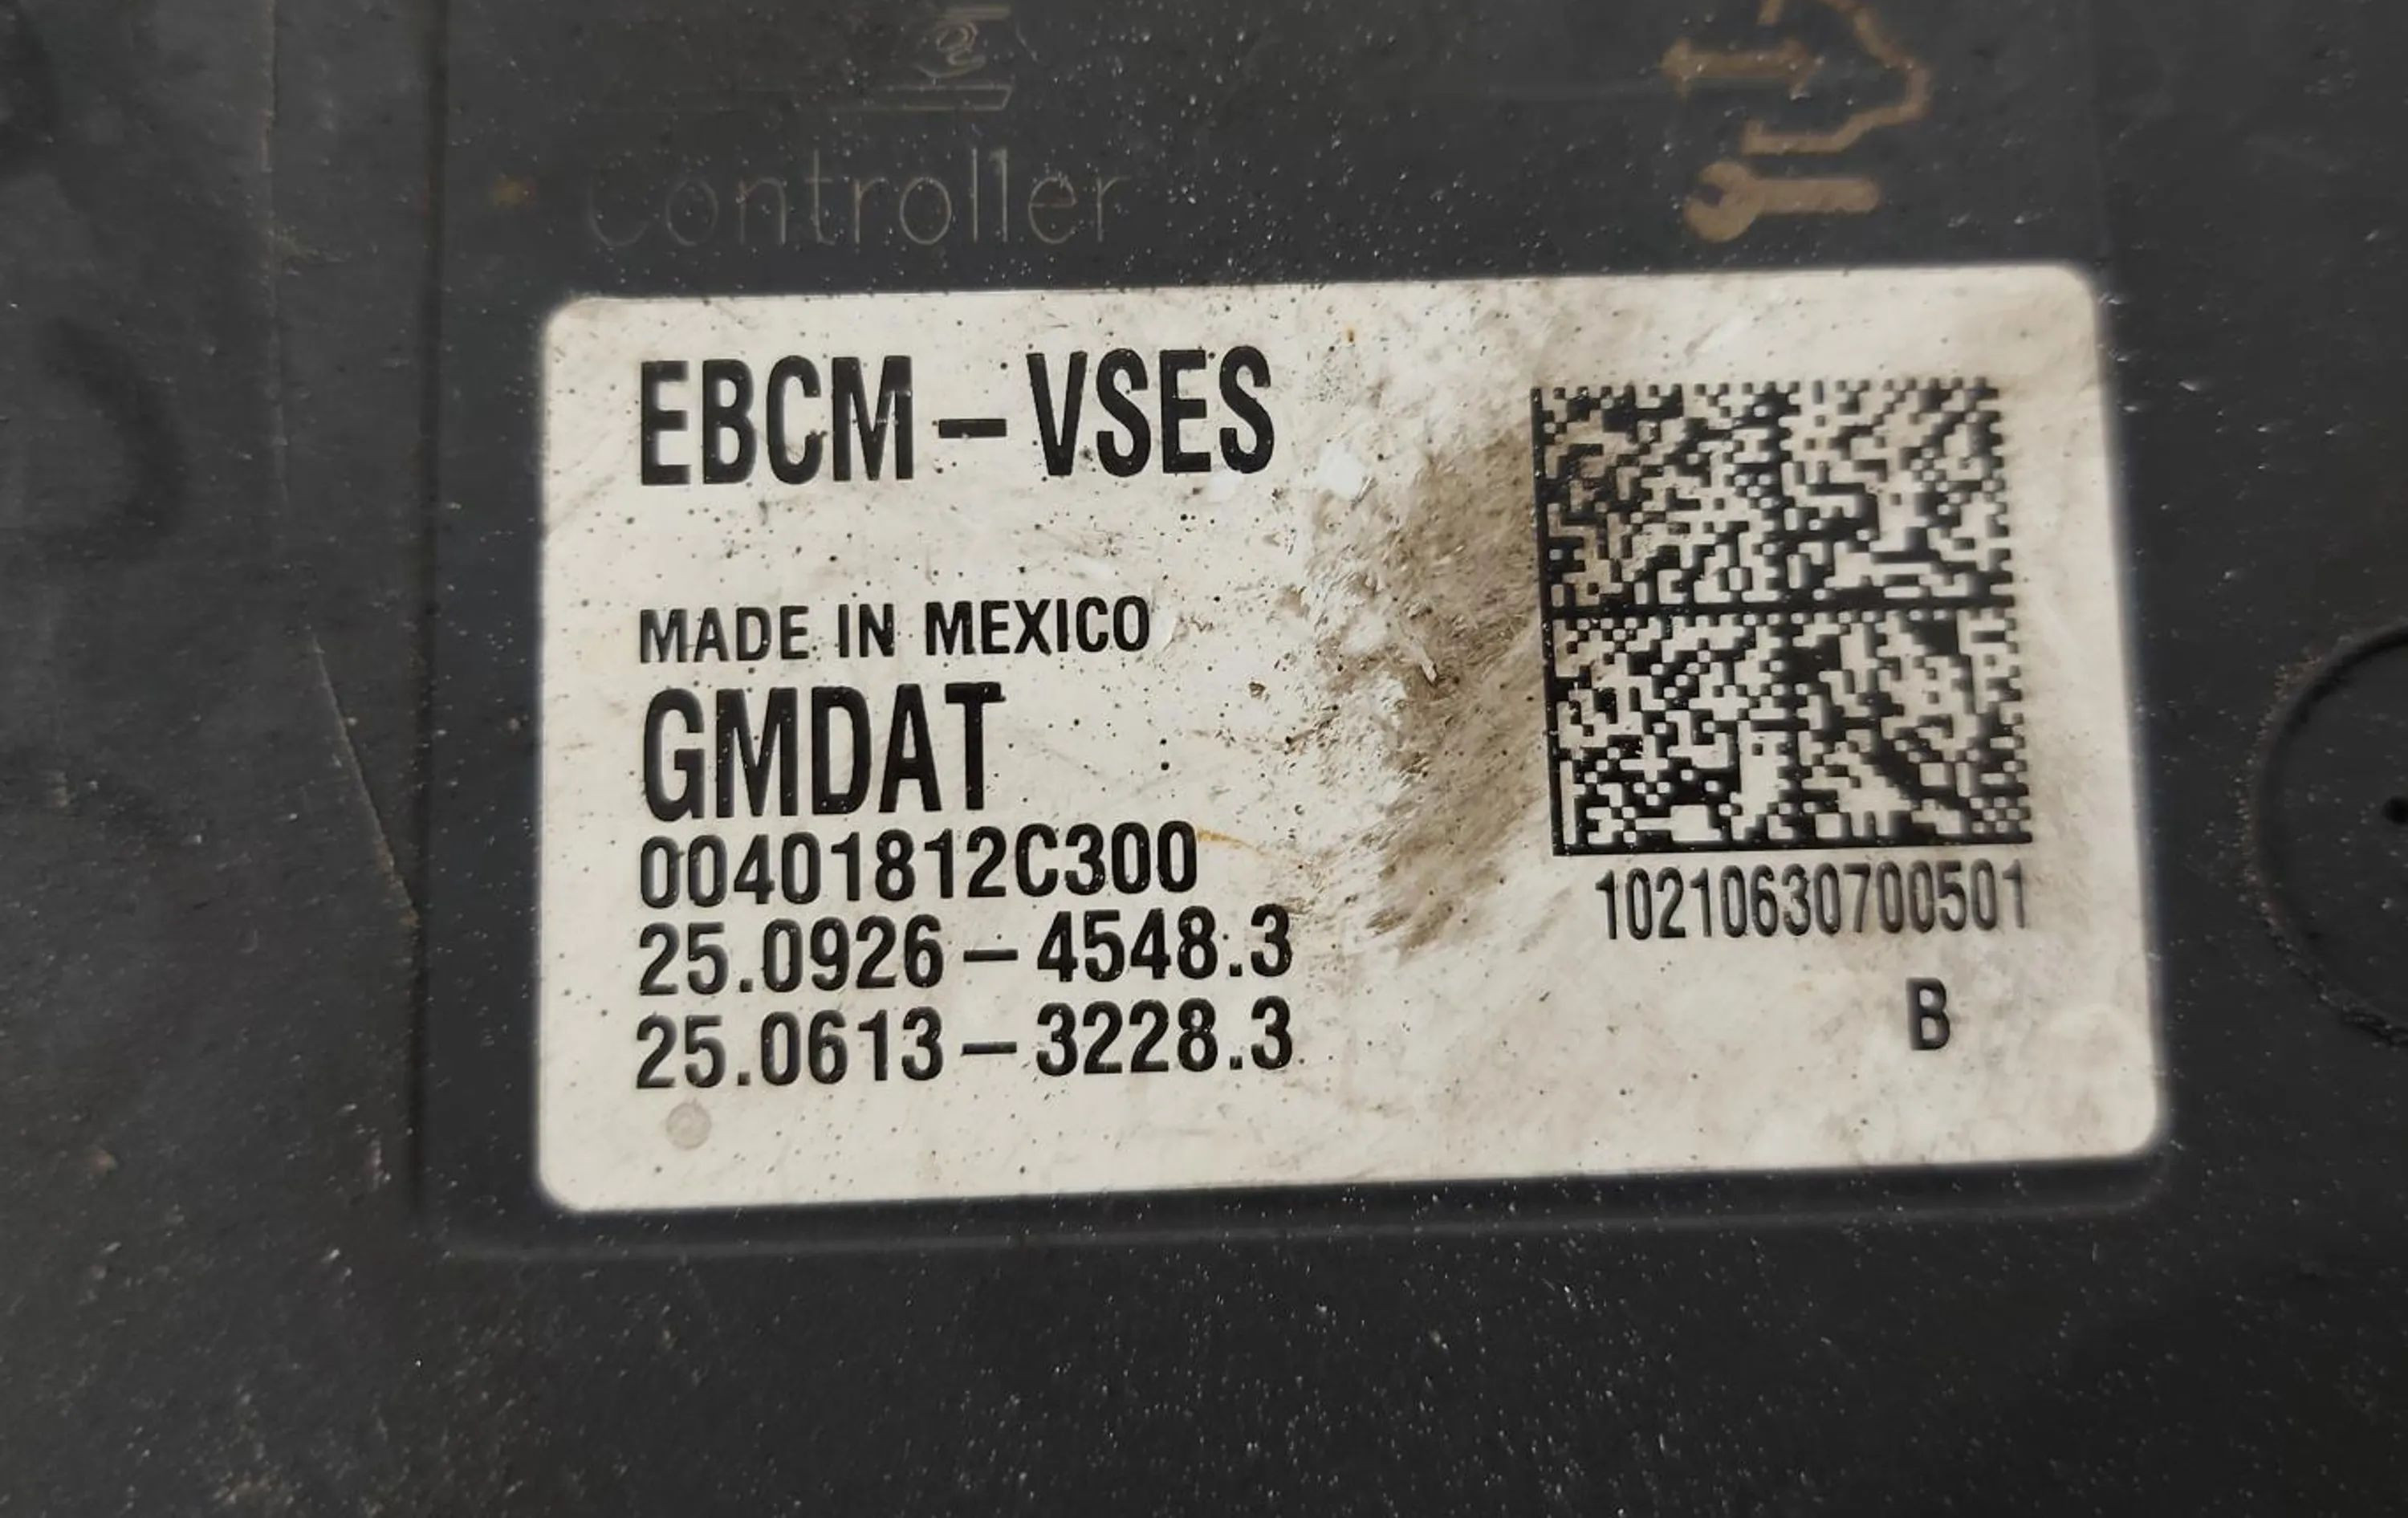 Controller
EBCM – VSES
MADE IN MEXICO
GMDAT
00401812C300
25.0926 – 4548.3
25.0613 – 3228.3
10210630700501
B